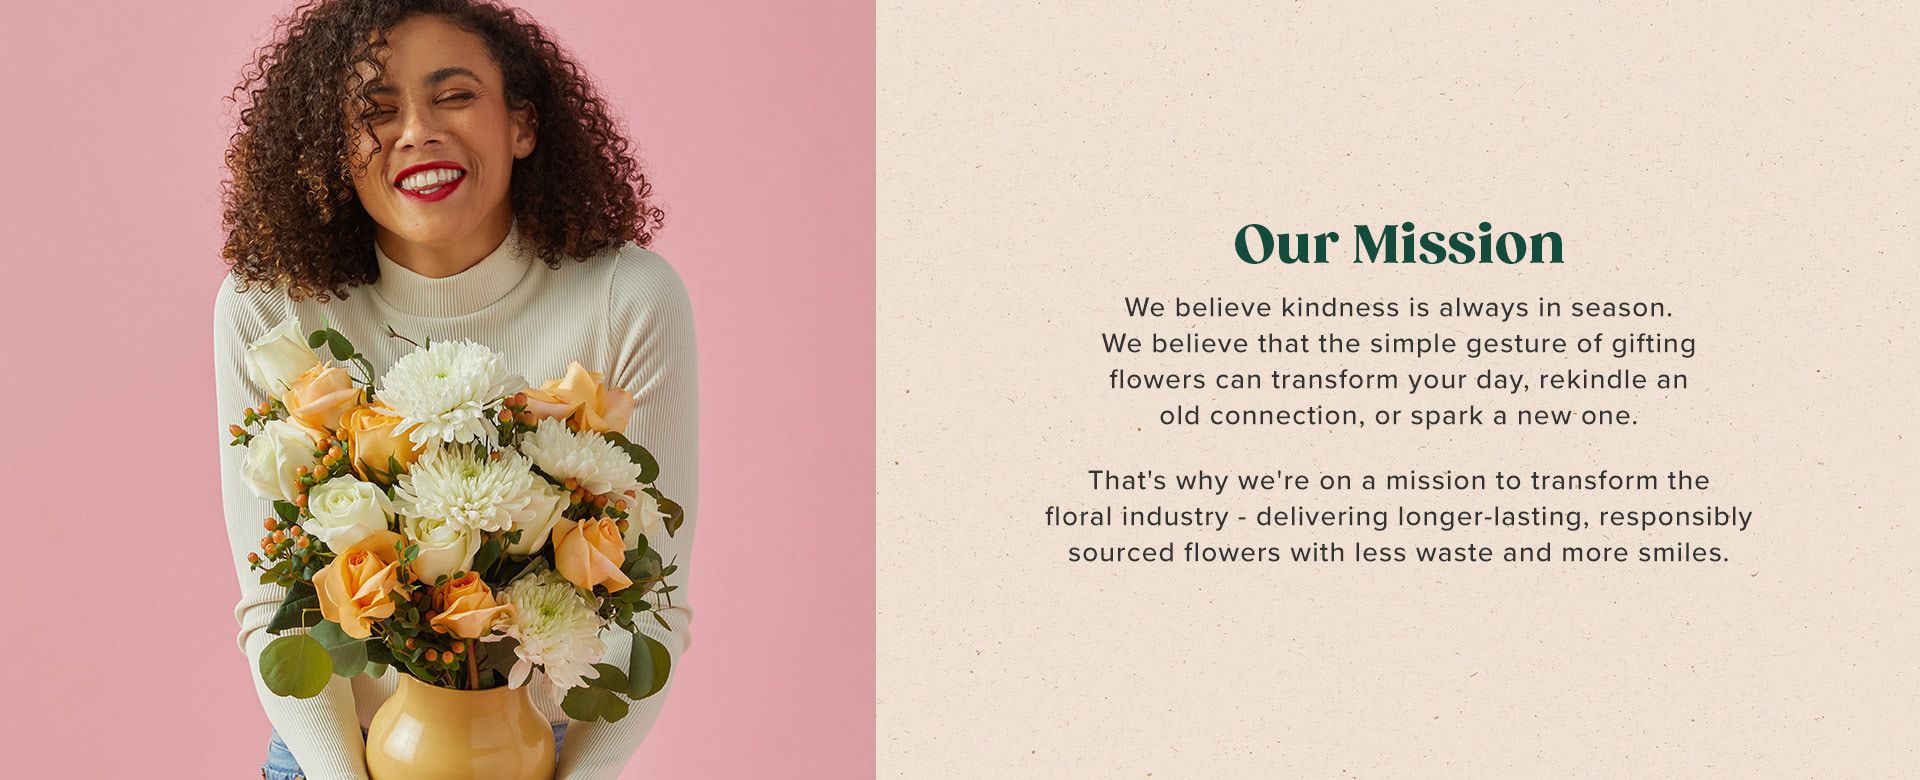 Our Mission
We believe kindness is always in season.
We believe that the simple gesture of gifting
flowers can transform your day, rekindle an
old connection, or spark a new one.
That's why we're on a mission to transform the
floral industry - delivering longer-lasting, responsibly
sourced flowers with less waste and more smiles.